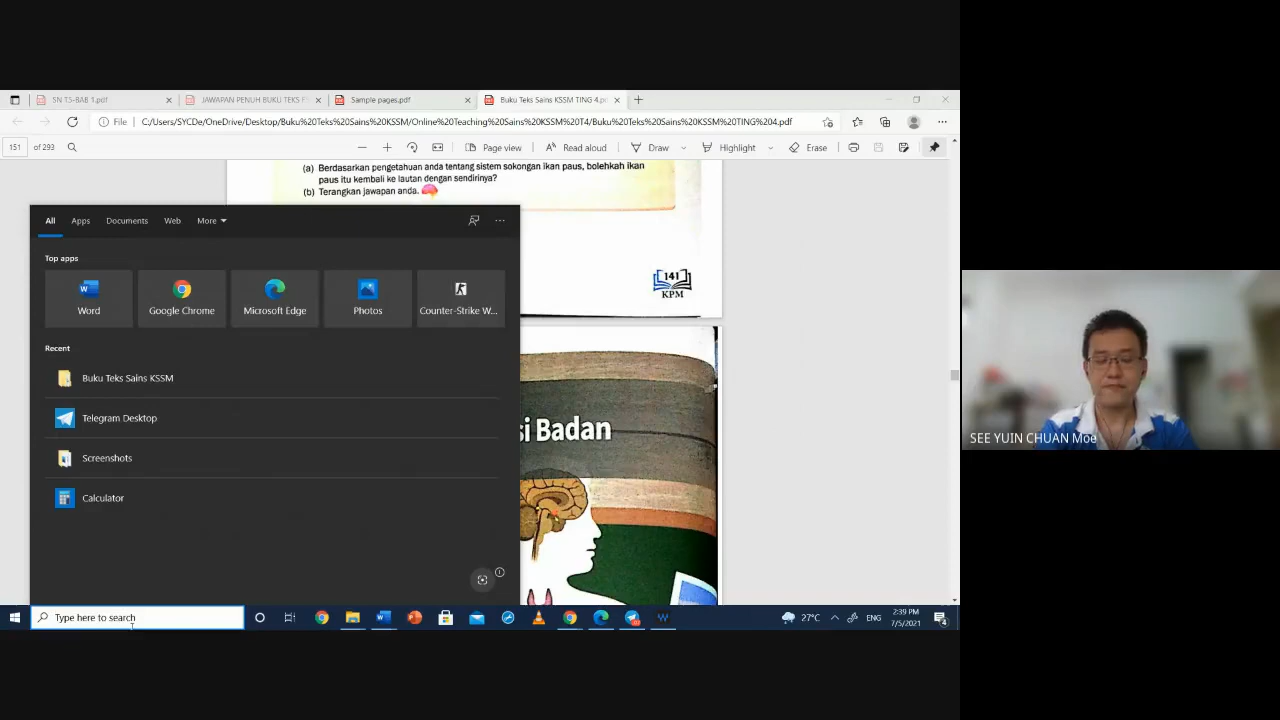 SN T5-BAB 1.pdf
JAWAPAN PENUH BUKU TEKS F
Sample pages.pdf
Buku Teks Sains KSSM TING 4.p
File
C:/Users/SYCDe/OneDrive/Desktop/Buku%20Teks%20Sains%20KSSM/Online%20Teaching%20Sains%20KSSM%20T4/Buku%20Teks%20Sains%20KSSM%20TING%204.pdf
151 of 293
Page view
Read aloud
Draw
Highlight
Erase
(a) Berdasarkan pengetahuan anda tentang sistem sokongan ikan paus, bolehkah ikan
paus itu kembali ke lautan dengan sendirinya?
(b) Terangkan jawapan anda.
141
KPM
si Badan
All Apps Documents Web More
Top apps
Word
Google Chrome
Microsoft Edge
Photos
Counter-Strike W...
Recent
Buku Teks Sains KSSM
Telegram Desktop
Screenshots
Calculator
Type here to search
27°C
ENG
2:39 PM
7/5/2021
4
SEE YUIN CHUAN Moe